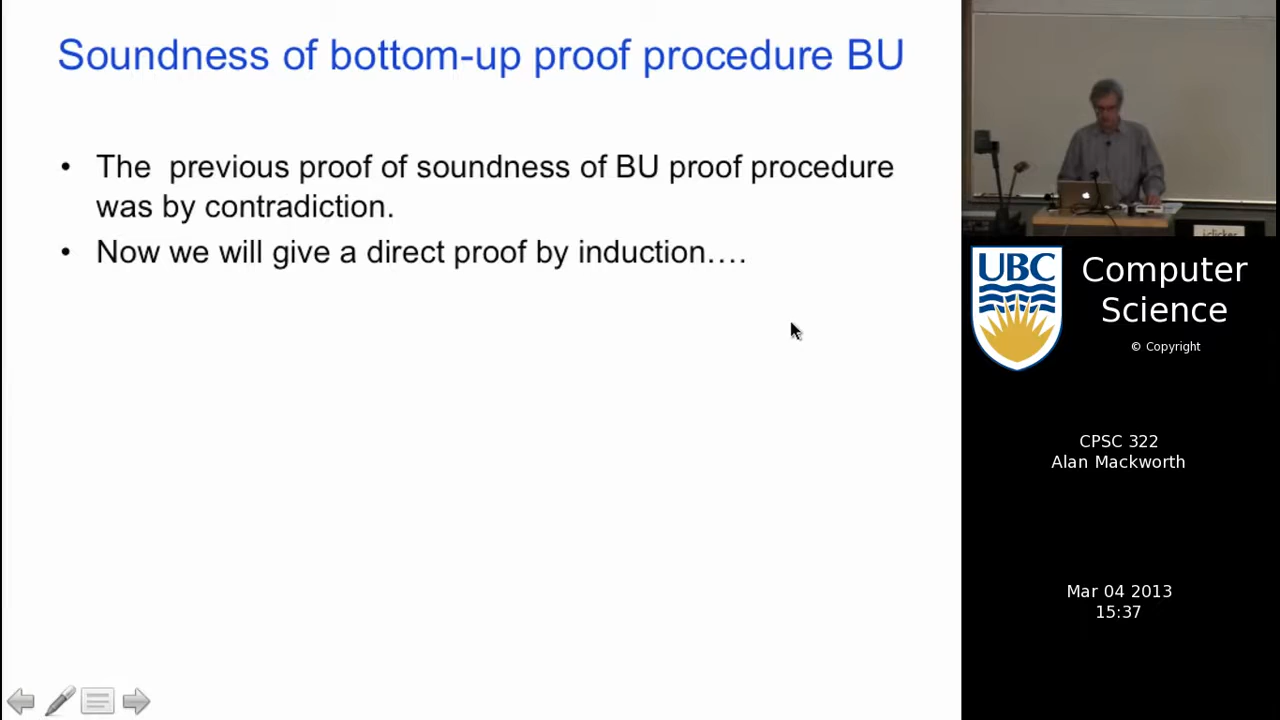 Soundness of bottom-up proof procedure BU
• The previous proof of soundness of BU proof procedure
was by contradiction.
• Now we will give a direct proof by induction….
i-clicker
UBC
Computer
Science
© Copyright
CPSC 322
Alan Mackworth
Mar 04 2013
15:37